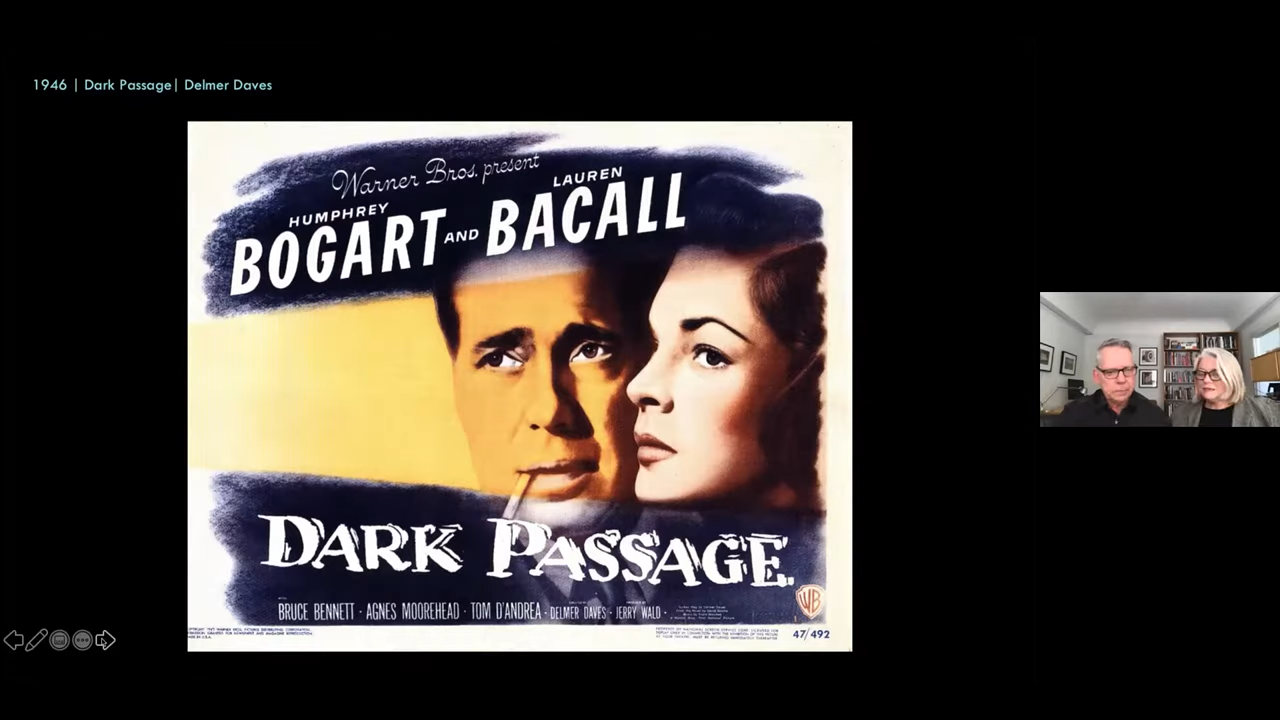 1946 | Dark Passage| Delmer Daves
Warner Bros. present
HUMPHREY LAUREN
BOGART AND BACALL
DARK PASSAGE
BRUCE BENNETT · AGNES MOOREHEAD · TOM D'ANDREA · DELMER DAVES · JERRY WALD ·
WB
47/492